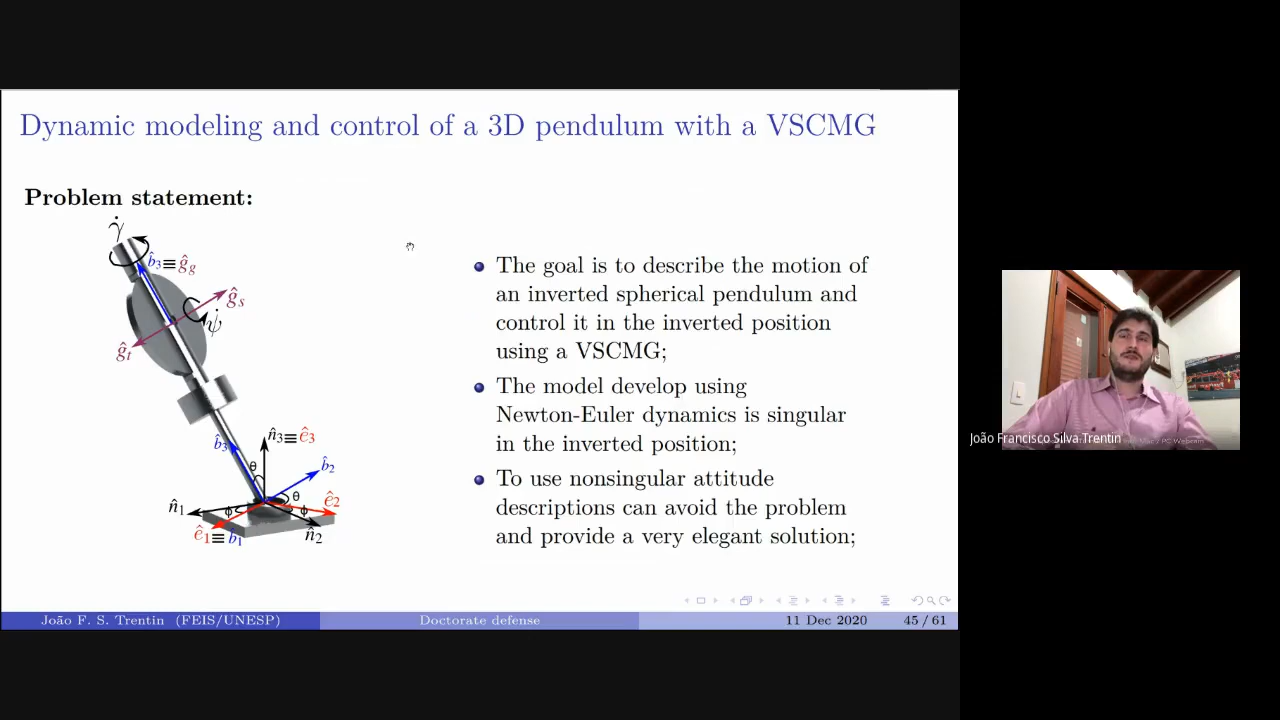 Dynamic modeling and control of a 3D pendulum with a VSCMG
Problem statement:
γ̇
b̂3≡ĝg
ĝs
ψ̇
ĝt
n̂3≡ê3
b̂3
θ
b̂2
n̂1
θ
ê2
ϕ
ϕ
ê1≡b̂1
n̂2
The goal is to describe the motion of
an inverted spherical pendulum and
control it in the inverted position
using a VSCMG;
The model develop using
Newton-Euler dynamics is singular
in the inverted position;
To use nonsingular attitude
descriptions can avoid the problem
and provide a very elegant solution;
João F. S. Trentin (FEIS/UNESP)
Doctorate defense
11 Dec 2020
45 / 61
João Francisco Silva Trentin
/ PC Webcam